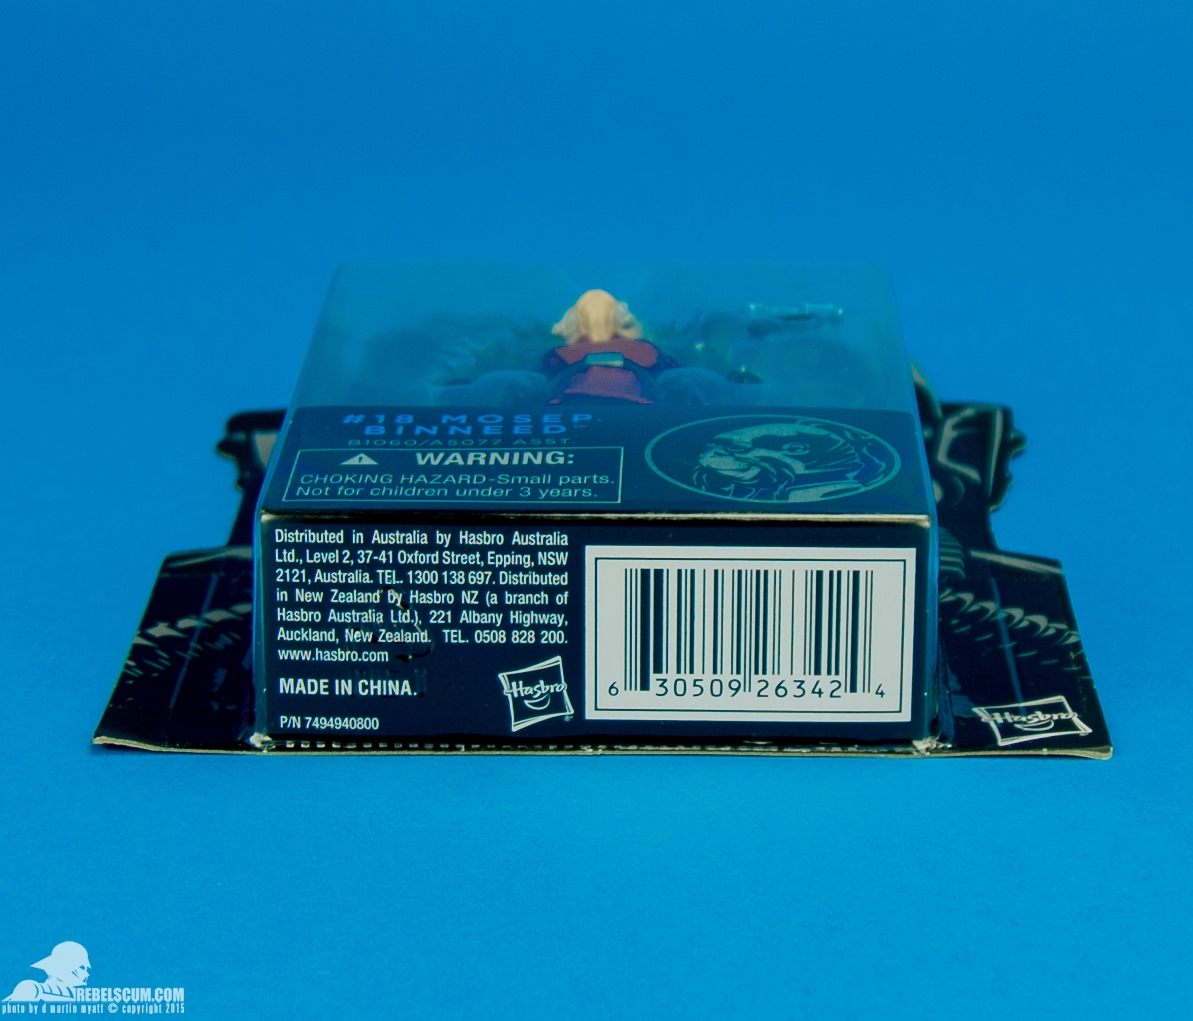 #18 MOSEP
BINNEED™
B1060/A5077 ASST.
WARNING:
CHOKING HAZARD-Small parts.
Not for children under 3 years.
Distributed in Australia by Hasbro Australia
Ltd., Level 2, 37-41 Oxford Street, Epping, NSW
2121, Australia. TEL. 1300 138 697. Distributed
in New Zealand by Hasbro NZ (a branch of
Hasbro Australia Ltd.), 221 Albany Highway,
Auckland, New Zealand. TEL. 0508 828 200.
www.hasbro.com
MADE IN CHINA.
P/N 7494940800
Hasbro
6 30509 26342 4
Hasbro
REBELSCUM.COM
photo by d martin myatt © copyright 2015